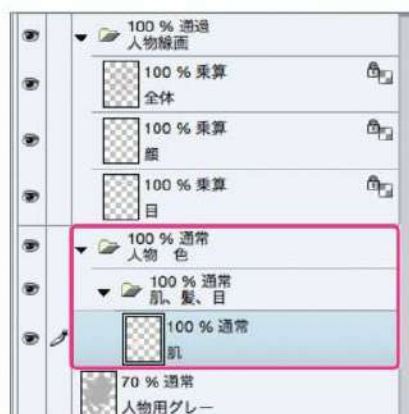 100 % 通過
人物線画
100 % 乗算
全体
100 % 乗算
顔
100 % 乗算
目
100 % 通常
人物 色
100 % 通常
肌、髪、目
100 % 通常
肌
70 % 通常
人物用グレー